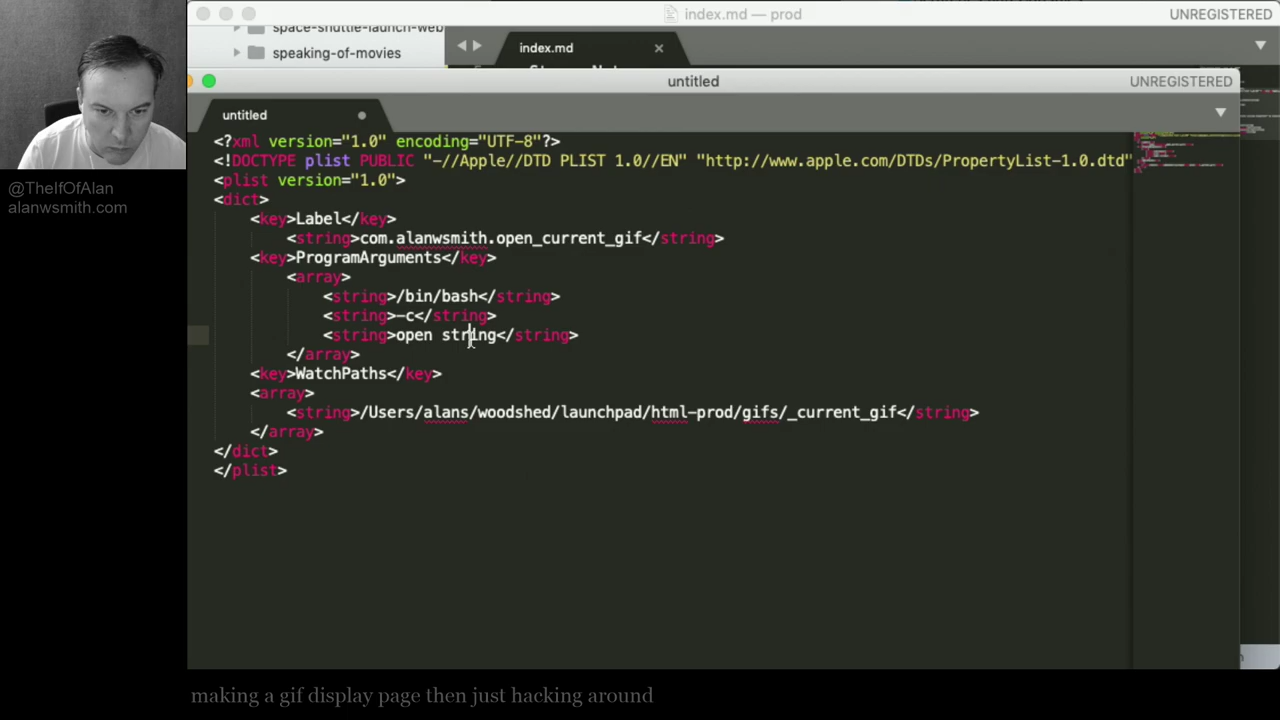 index.md — prod
UNREGISTERED
space-shuttle-launch-web
speaking-of-movies
index.md
untitled
UNREGISTERED
untitled
<?xml version="1.0" encoding="UTF-8"?>
<!DOCTYPE plist PUBLIC "-//Apple//DTD PLIST 1.0//EN" "http://www.apple.com/DTDs/PropertyList-1.0.dtd"
<plist version="1.0">
<dict>
<key>Label</key>
<string>com.alanwsmith.open_current_gif</string>
<key>ProgramArguments</key>
<array>
<string>/bin/bash</string>
<string>-c</string>
<string>open string</string>
</array>
<key>WatchPaths</key>
<array>
<string>/Users/alans/woodshed/launchpad/html-prod/gifs/_current_gif</string>
</array>
</dict>
</plist>
@TheIfOfAlan
alanwsmith.com
making a gif display page then just hacking around